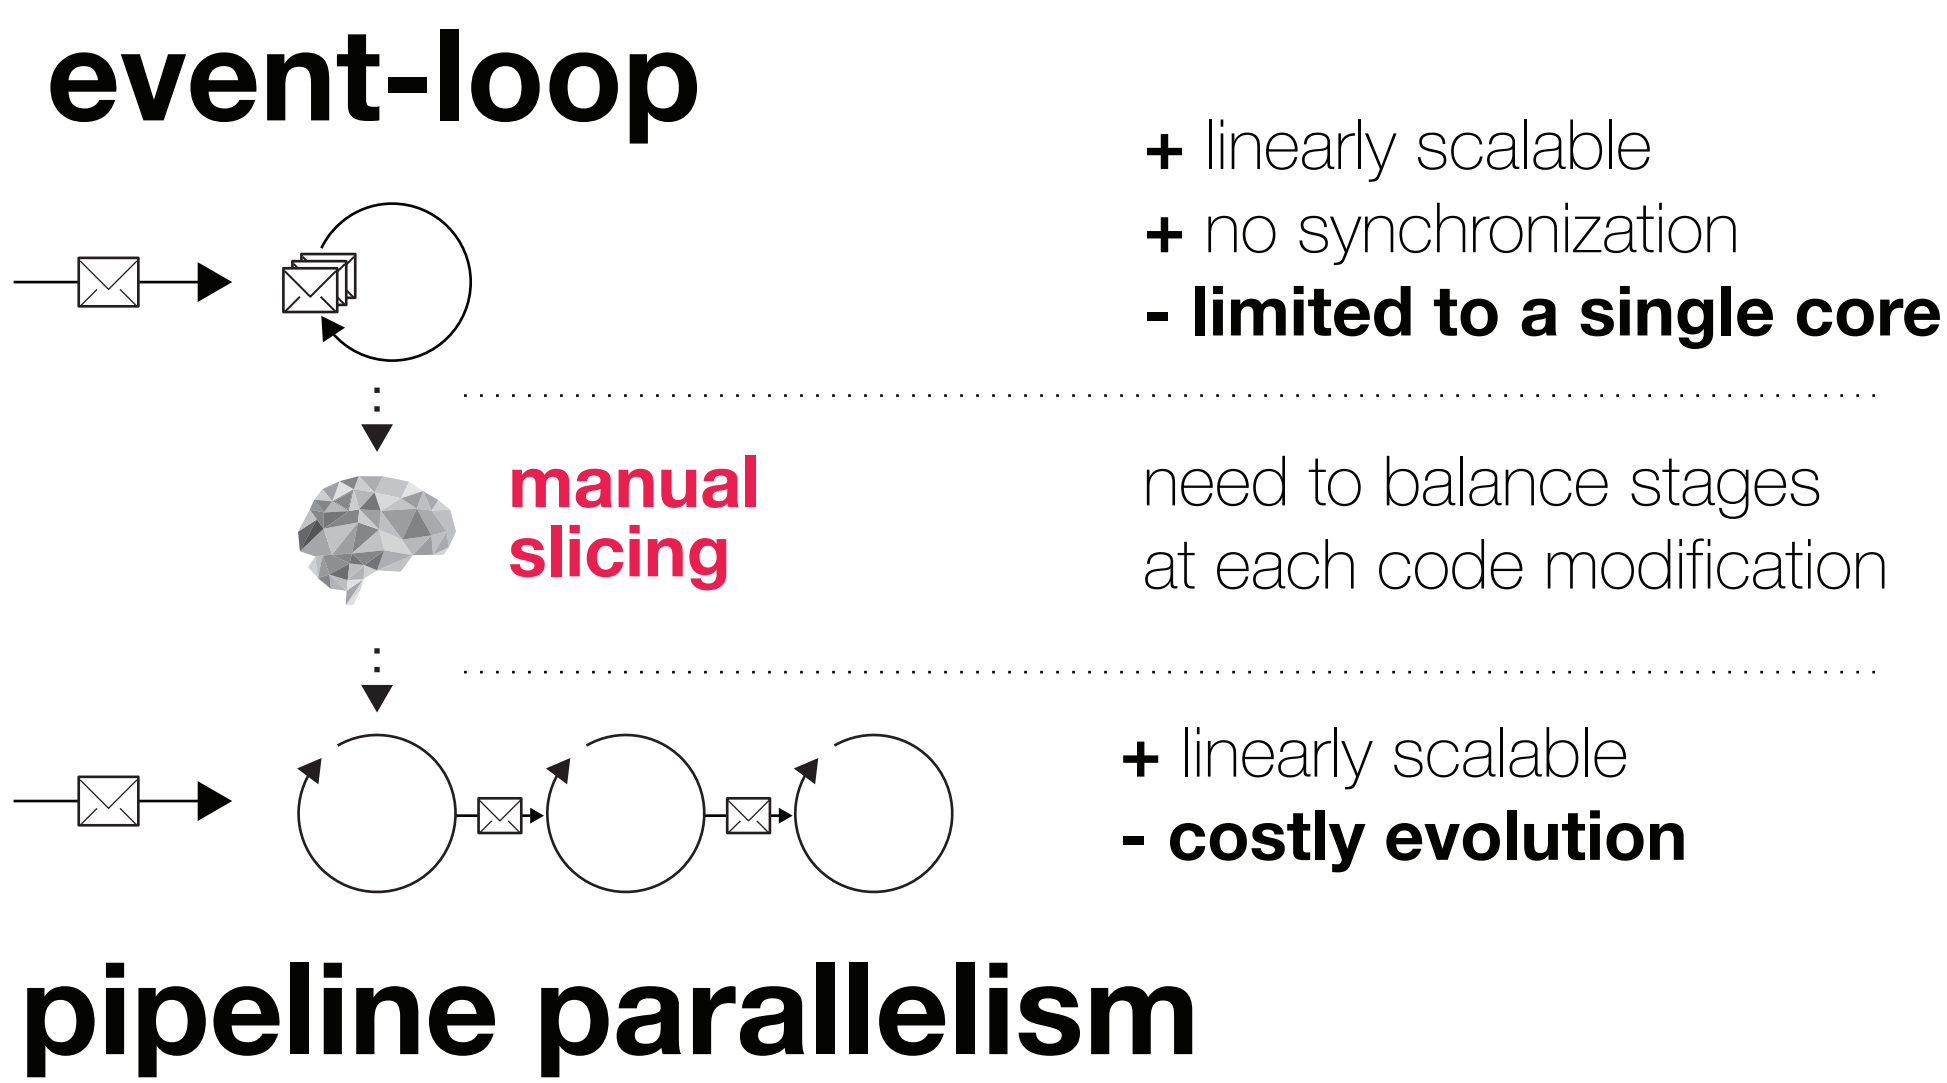 event-loop
+ linearly scalable
+ no synchronization
- limited to a single core
manual
slicing
need to balance stages
at each code modification
+ linearly scalable
- costly evolution
pipeline parallelism